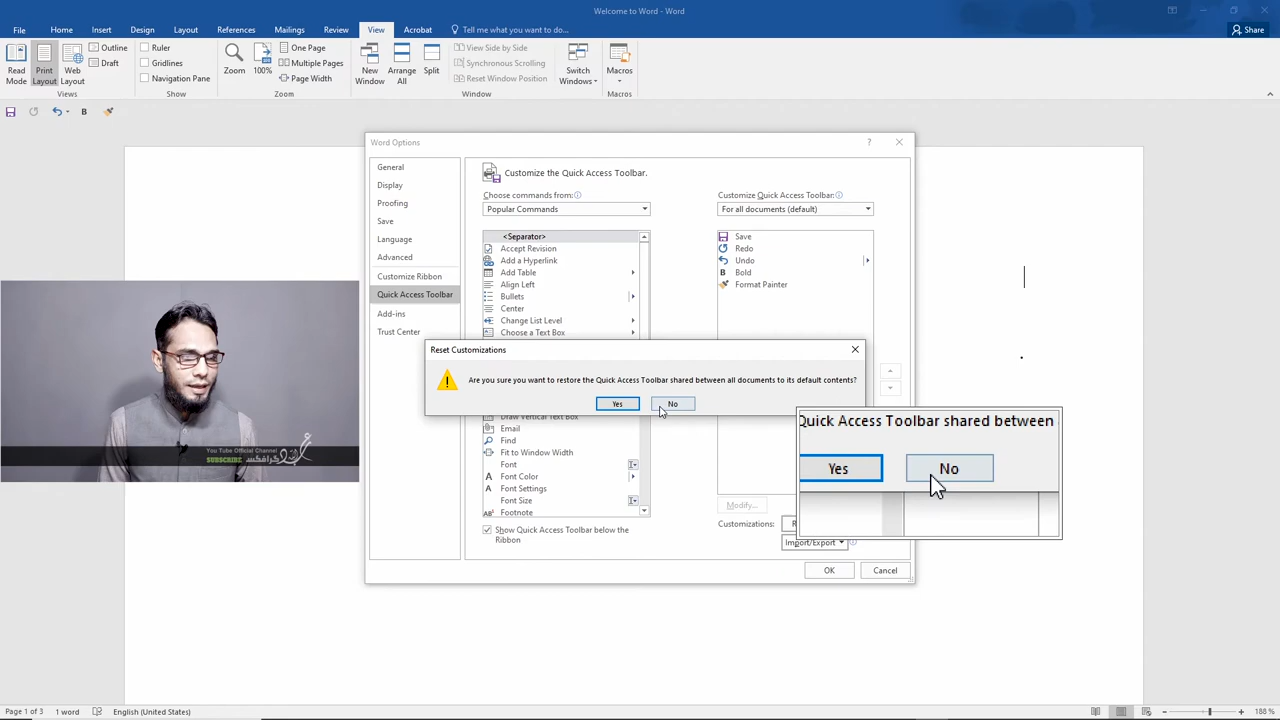 Welcome to Word - Word
File Home Insert Design Layout References Mailings Review View Acrobat Tell me what you want to do... Share
Read Mode
Print Layout
Web Layout
Outline
Draft
Views
Ruler
Gridlines
Navigation Pane
Show
Zoom
100%
One Page
Multiple Pages
Page Width
Zoom
New Window
Arrange All
Split
View Side by Side
Synchronous Scrolling
Reset Window Position
Window
Switch Windows
Macros
Macros
B
Word Options
?
General
Display
Proofing
Save
Language
Advanced
Customize Ribbon
Quick Access Toolbar
Add-ins
Trust Center
Customize the Quick Access Toolbar.
Choose commands from:
Popular Commands
<Separator>
Accept Revision
Add a Hyperlink
Add Table
Align Left
Bullets
Center
Change List Level
Choose a Text Box
Customize Quick Access Toolbar:
For all documents (default)
Save
Redo
Undo
B Bold
Format Painter
Reset Customizations
Are you sure you want to restore the Quick Access Toolbar shared between all documents to its default contents?
Yes No
Draw Vertical Text Box
Email
Find
Fit to Window Width
Font
Font Color
Font Settings
Font Size
Footnote
Show Quick Access Toolbar below the
Ribbon
Modify...
Customizations: R
Import/Export
OK Cancel
Quick Access Toolbar shared between
Yes No
You Tube Official Channel
SUBSCRIBE
Page 1 of 3 1 word English (United States) 188 %